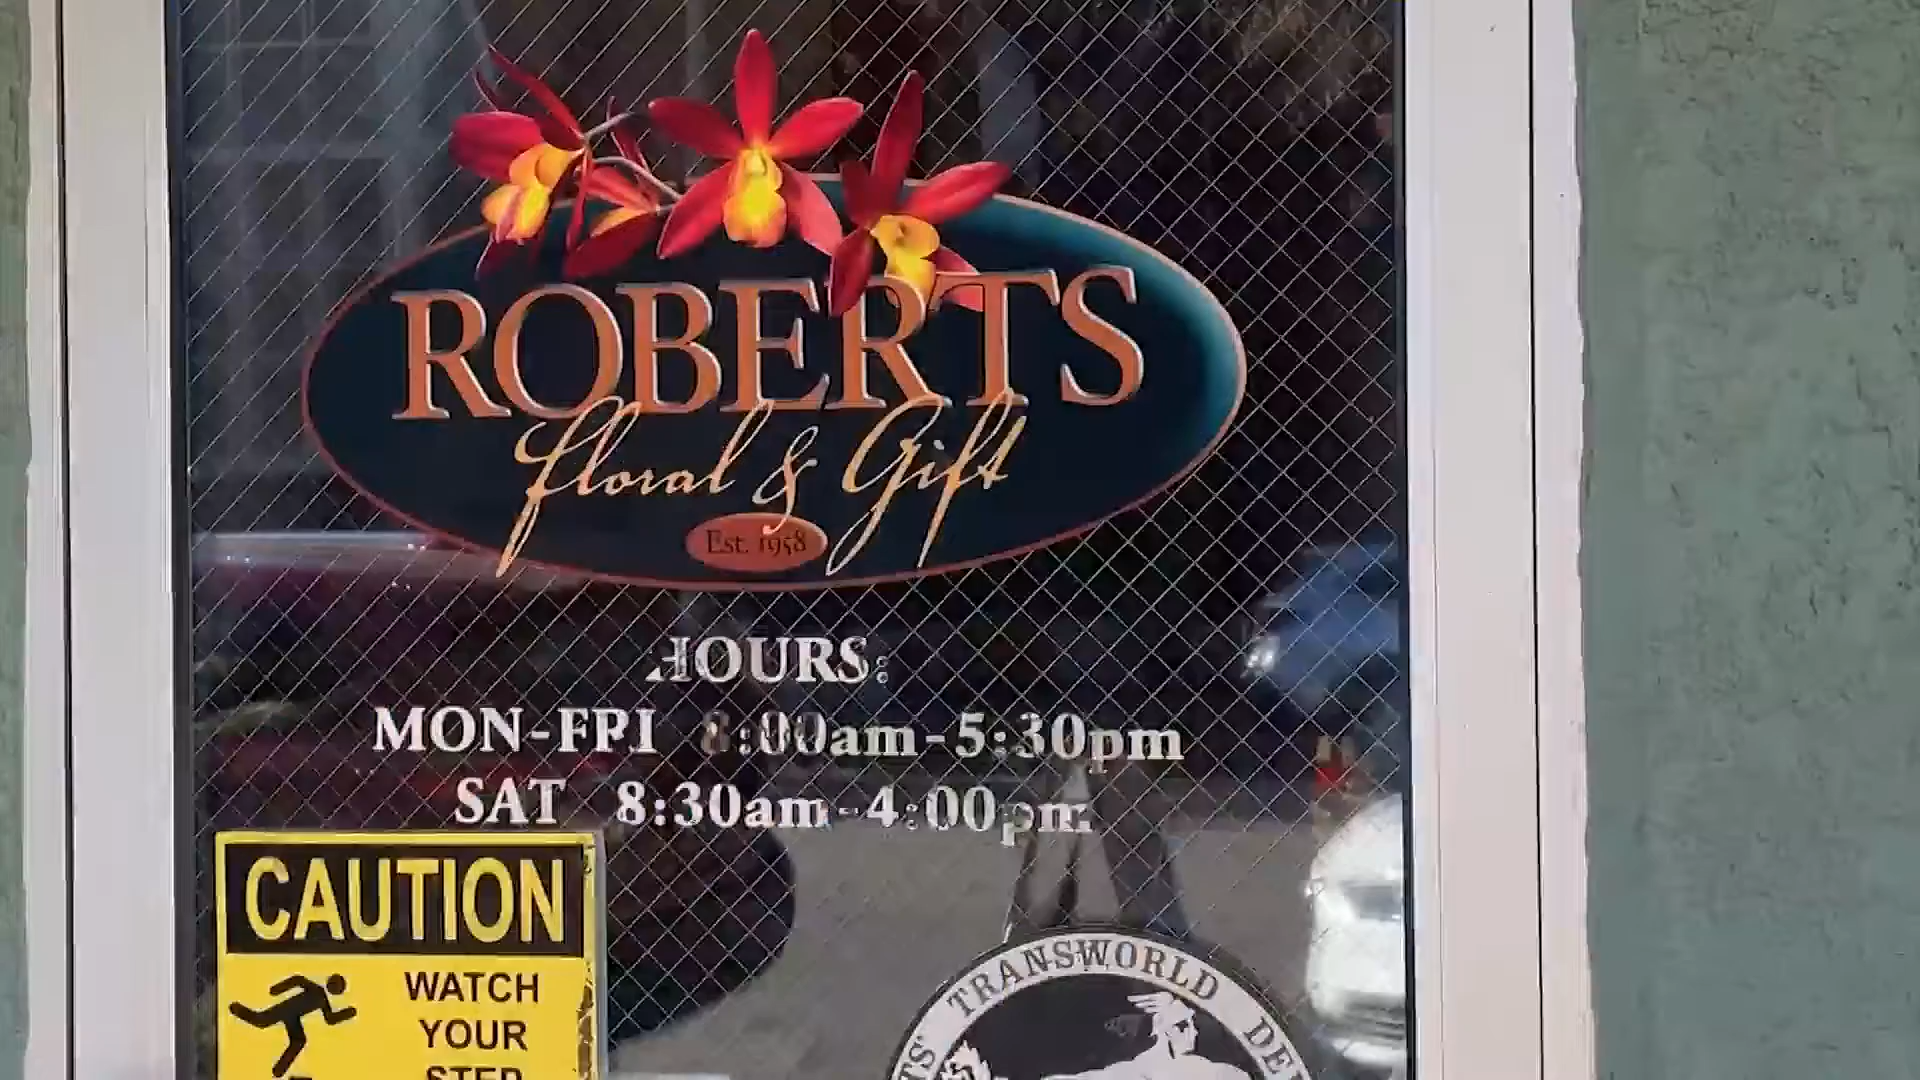 ROBERTS
floral & Gift
Est. 1958
HOURS:
MON-FRI 8:00am-5:30pm
SAT 8:30am-4:00pm
CAUTION
WATCH
YOUR
STEP
TRANSWORLD